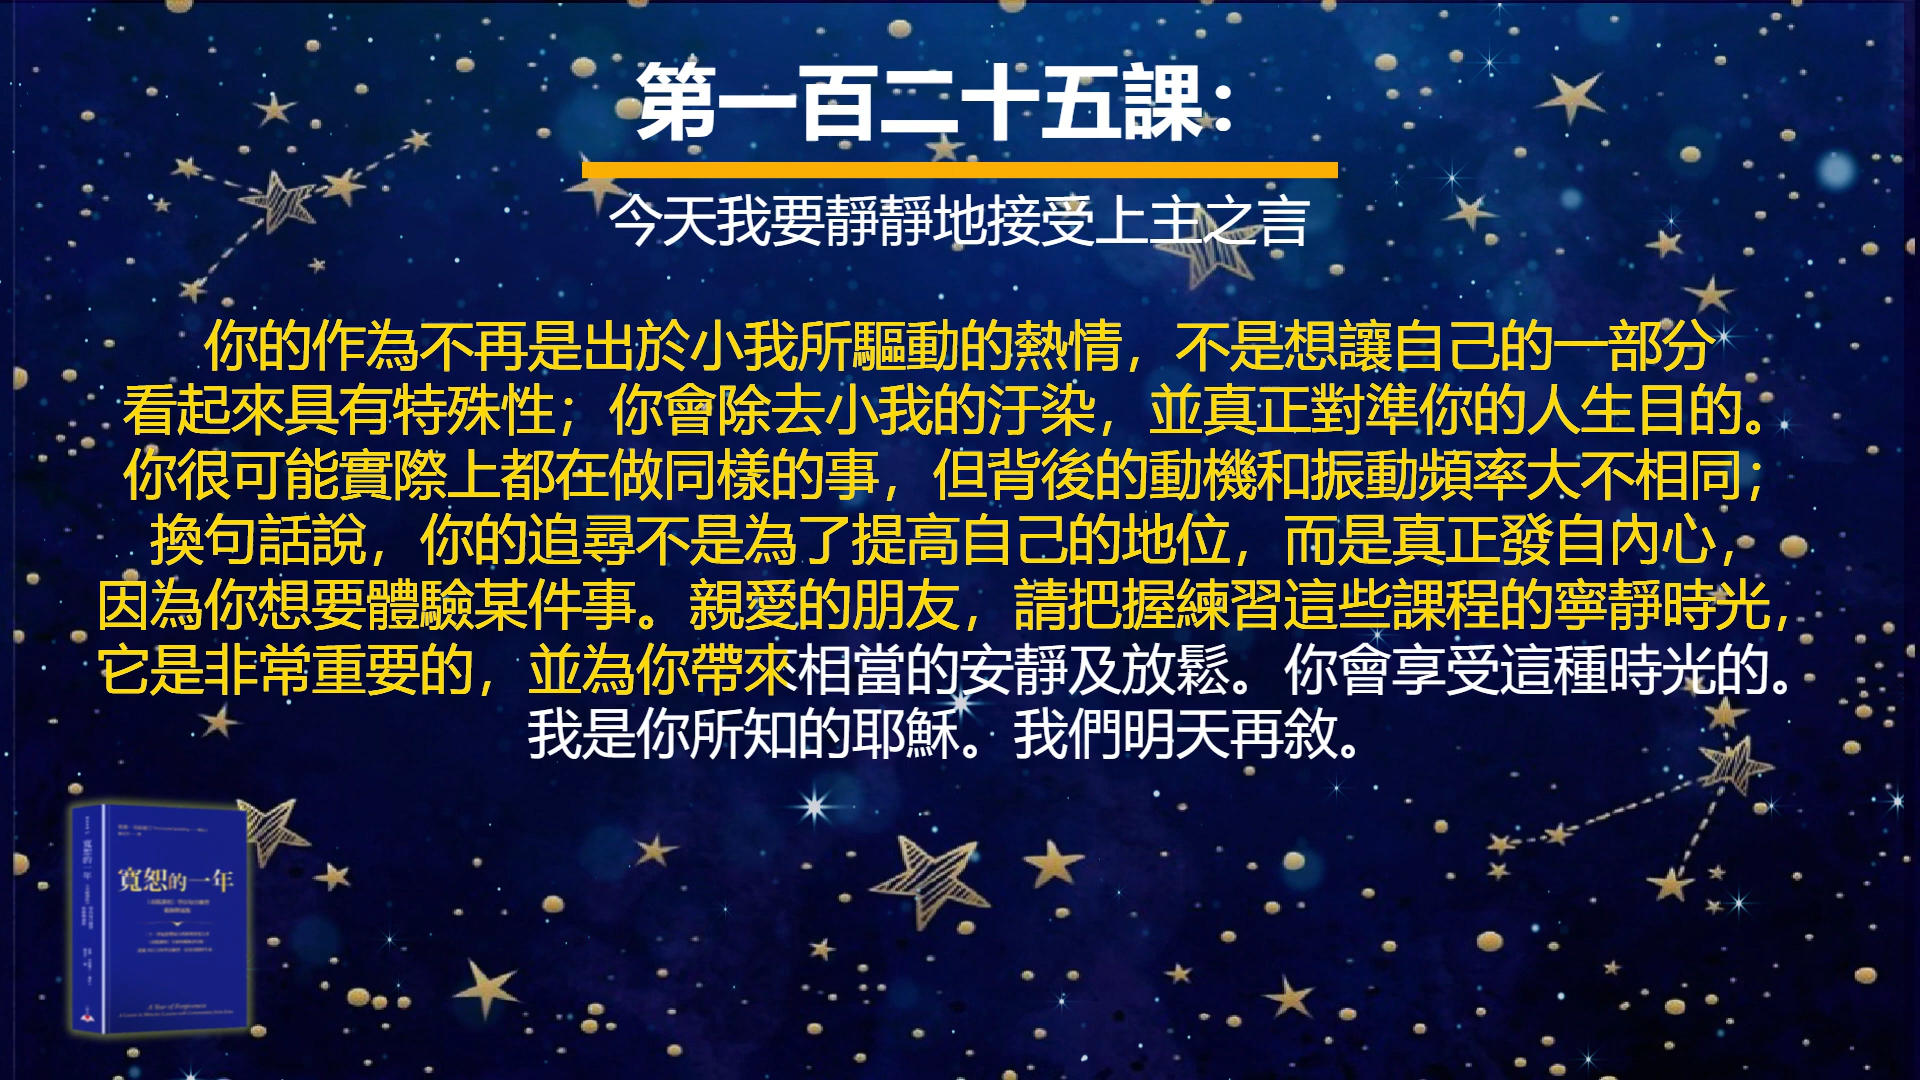 第一百二十五課：
今天我要靜靜地接受上主之言
你的作為不再是出於小我所驅動的熱情，不是想讓自己的一部分
看起來具有特殊性；你會除去小我的汙染，並真正對準你的人生目的。
你很可能實際上都在做同樣的事，但背後的動機和振動頻率大不相同；
換句話說，你的追尋不是為了提高自己的地位，而是真正發自內心，
因為你想要體驗某件事。親愛的朋友，請把握練習這些課程的寧靜時光，
它是非常重要的，並為你帶來相當的安靜及放鬆。你會享受這種時光的。
我是你所知的耶穌。我們明天再敘。
寬恕的一年
寬恕的一年
A Year of Forgiveness